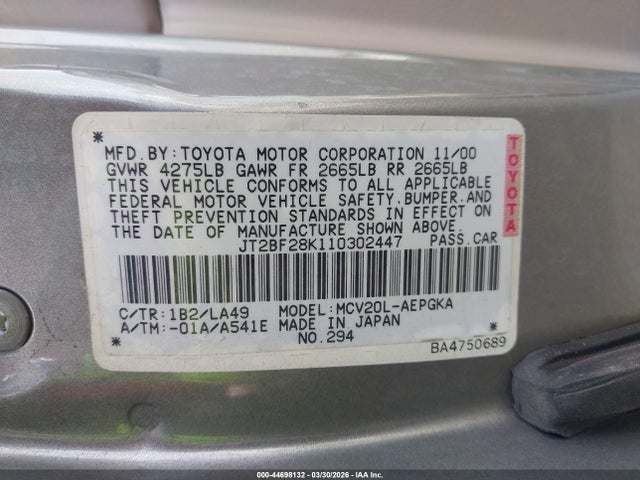 MFD.BY:TOYOTA MOTOR CORPORATION 11/00
GVWR 4275LB GAWR FR 2665LB RR 2665LB
THIS VEHICLE CONFORMS TO ALL APPLICABLE
FEDERAL MOTOR VEHICLE SAFETY,BUMPER,AND
THEFT PREVENTION STANDARDS IN EFFECT ON
THE DATE OF MANUFACTURE SHOWN ABOVE.
JT2BF28K110302447 PASS.CAR
TOYOTA
C/TR:1B2/LA49 MODEL:MCV20L-AEPGKA
A/TM:-01A/A541E MADE IN JAPAN
NO.294
BA4750689
000-44698132 | 03/30/2026 | IAA Inc.